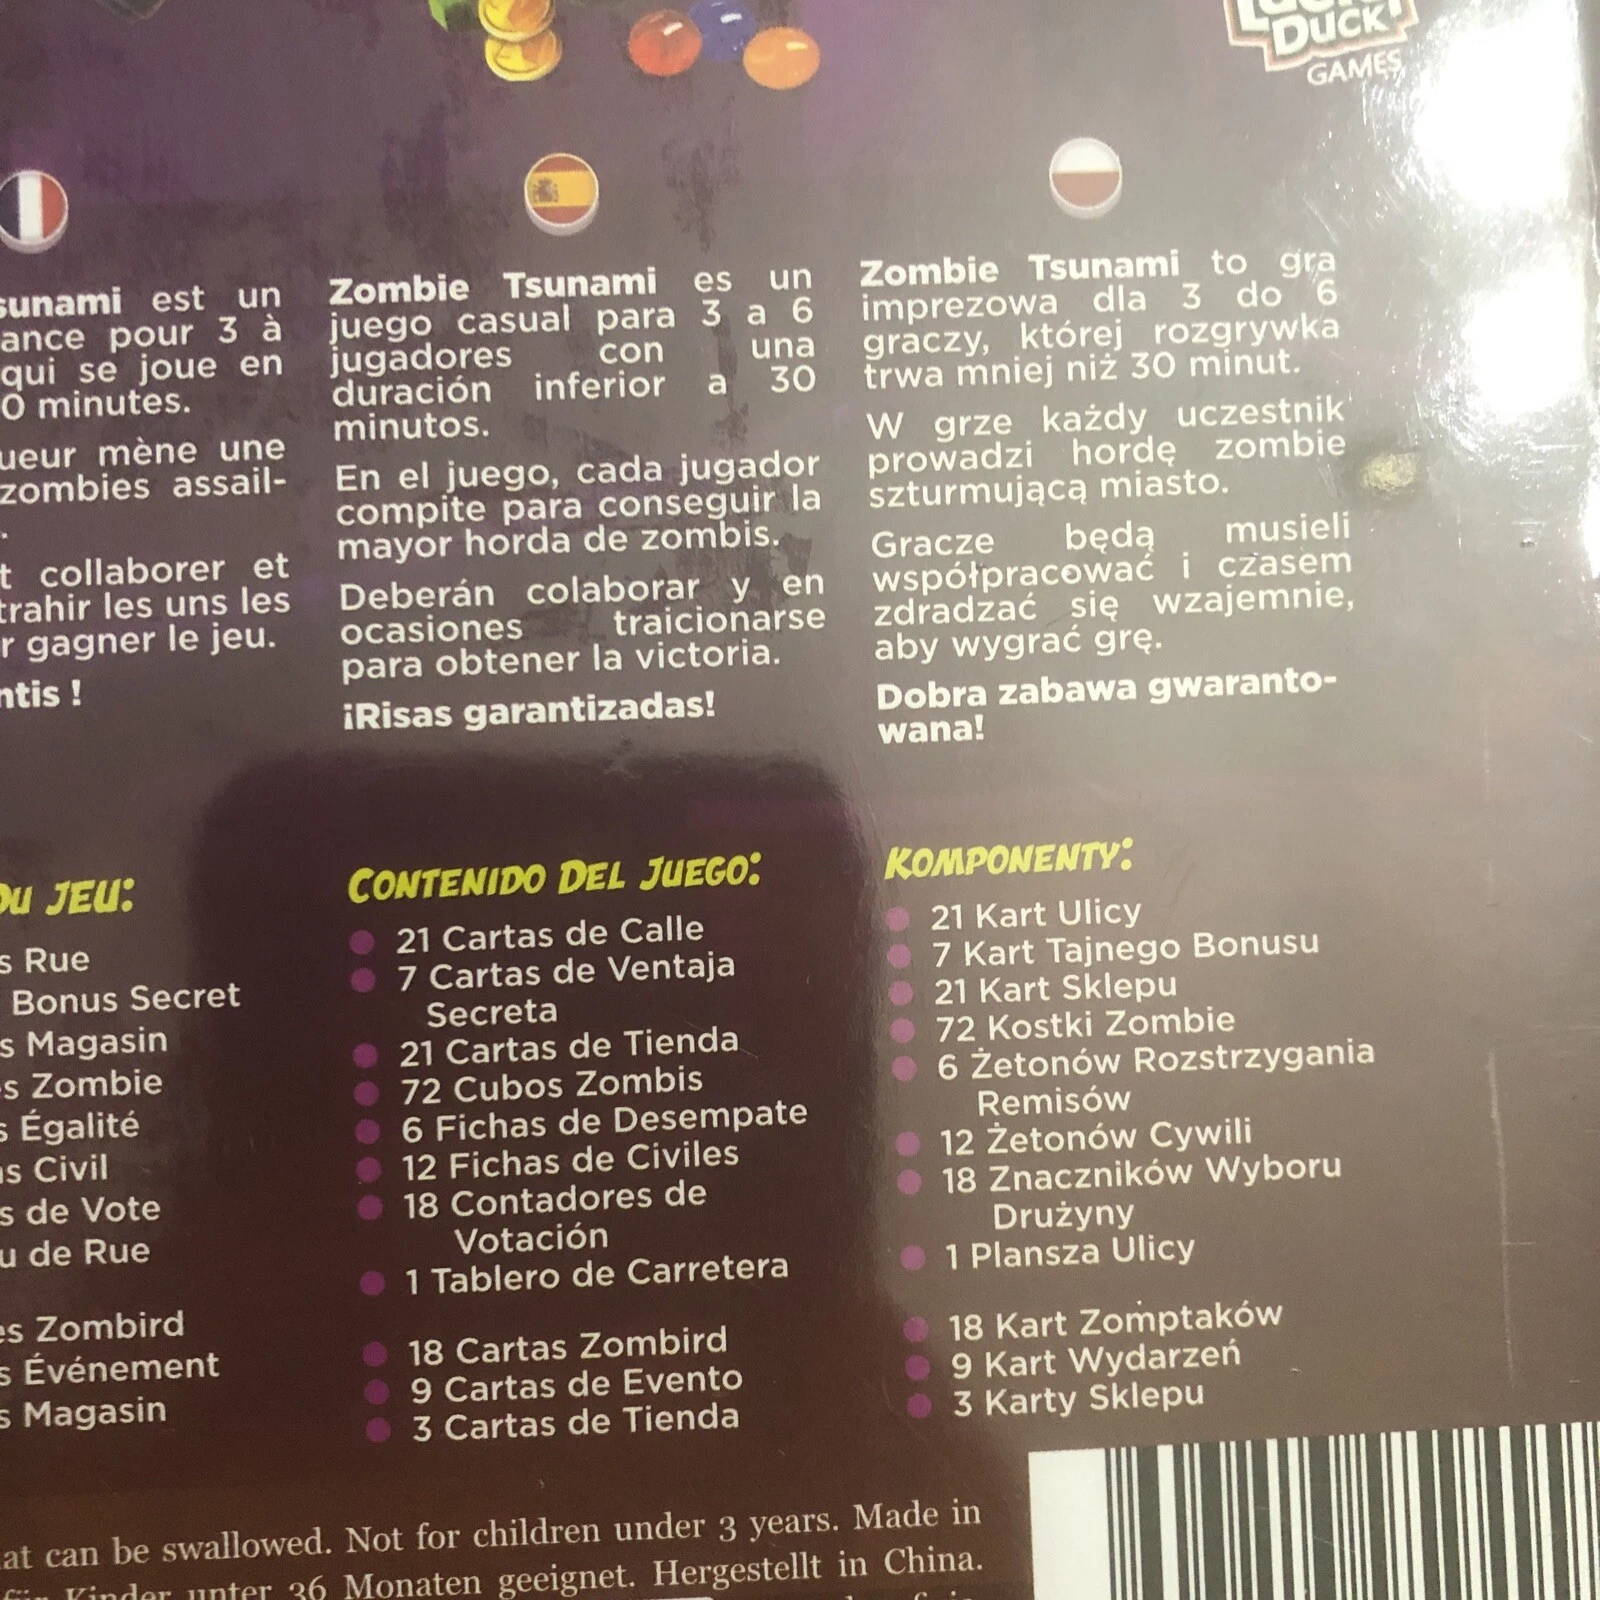 DUCK
GAMES
est un
pour 3 à
qui se joue en
0 minutes.
mène une
zombies assail-
collaborer et
les uns les
gagner le jeu.
!
Zombie Tsunami es un
juego casual para 3 a 6
jugadores con una
duración inferior a 30
minutos.
En el juego, cada jugador
compite para conseguir la
mayor horda de zombis.
Deberán colaborar y en
ocasiones traicionarse
para obtener la victoria.
¡Risas garantizadas!
Zombie Tsunami to gra
imprezowa dla 3 do 6
graczy, której rozgrywka
trwa mniej niż 30 minut.
W grze każdy uczestnik
prowadzi hordę zombie
szturmującą miasto.
Gracze będą musieli
współpracować i czasem
zdradzać się wzajemnie,
aby wygrać grę.
Dobra zabawa gwaranto-
wana!
DU JEU:
Rue
Bonus Secret
Magasin
Zombie
Égalité
Civil
de Vote
de Rue
Zombird
Événement
Magasin
CONTENIDO DEL JUEGO:
21 Cartas de Calle
7 Cartas de Ventaja
Secreta
21 Cartas de Tienda
72 Cubos Zombis
6 Fichas de Desempate
12 Fichas de Civiles
18 Contadores de
Votación
1 Tablero de Carretera
18 Cartas Zombird
9 Cartas de Evento
3 Cartas de Tienda
KOMPONENTY:
21 Kart Ulicy
7 Kart Tajnego Bonusu
21 Kart Sklepu
72 Kostki Zombie
6 Żetonów Rozstrzygania
Remisów
12 Żetonów Cywili
18 Znaczników Wyboru
Drużyny
1 Plansza Ulicy
18 Kart Zomptaków
9 Kart Wydarzeń
3 Karty Sklepu
can be swallowed. Not for children under 3 years. Made in
für Kinder unter 36 Monaten geeignet. Hergestellt in China.